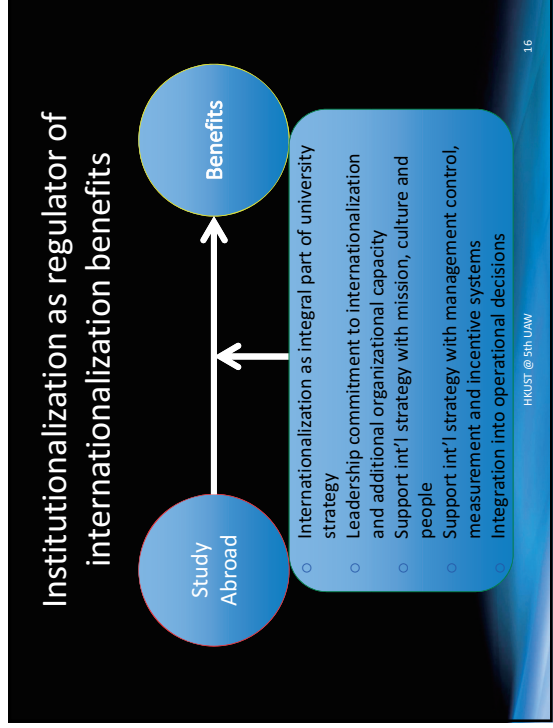 Institutionalization as regulator of
internationalization benefits
Study
Abroad
Benefits
○ Internationalization as integral part of university
strategy
○ Leadership commitment to internationalization
and additional organizational capacity
○ Support int'l strategy with mission, culture and
people
○ Support int'l strategy with management control,
measurement and incentive systems
○ Integration into operational decisions
HKUST @ 5th UAW
16